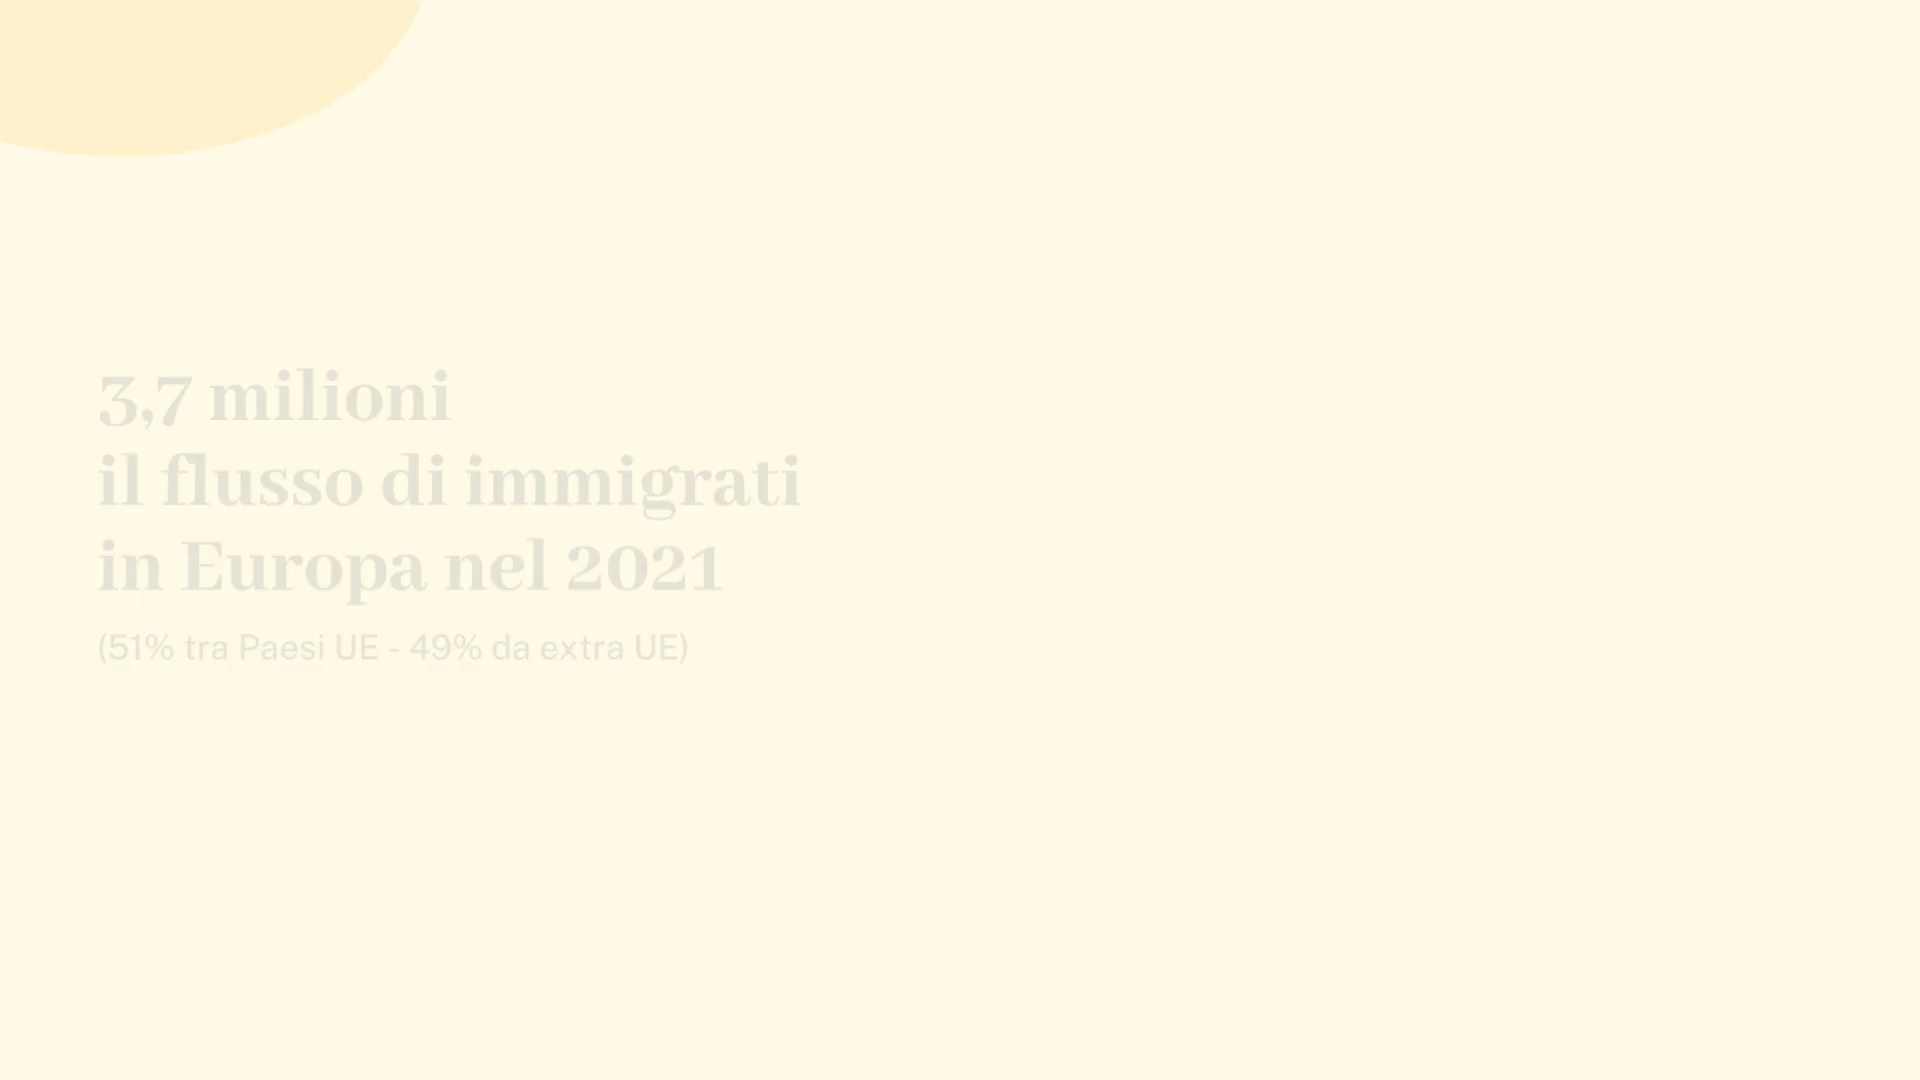 3,7 milioni
il flusso di immigrati
in Europa nel 2021
(51% tra Paesi UE - 49% da extra UE)